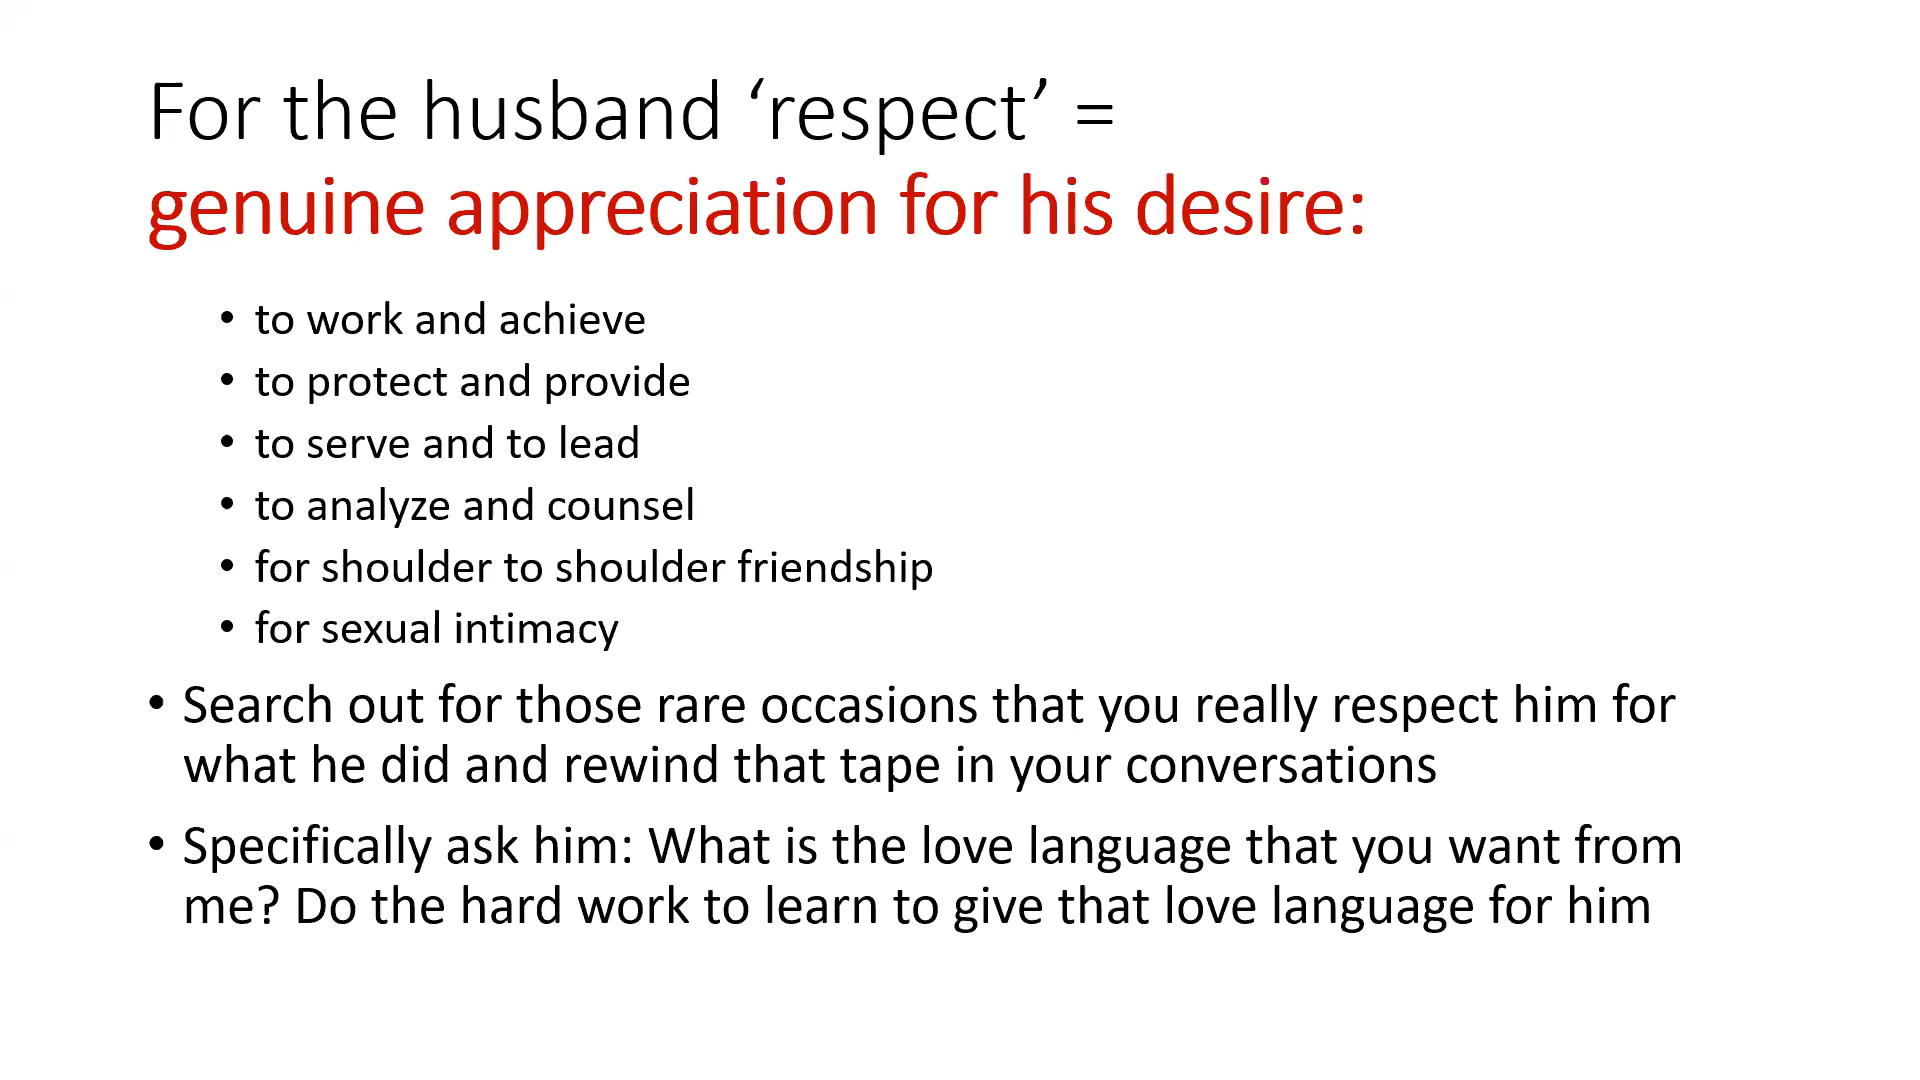 For the husband ‘respect’ =
genuine appreciation for his desire:
• to work and achieve
• to protect and provide
• to serve and to lead
• to analyze and counsel
• for shoulder to shoulder friendship
• for sexual intimacy
• Search out for those rare occasions that you really respect him for
what he did and rewind that tape in your conversations
• Specifically ask him: What is the love language that you want from
me? Do the hard work to learn to give that love language for him